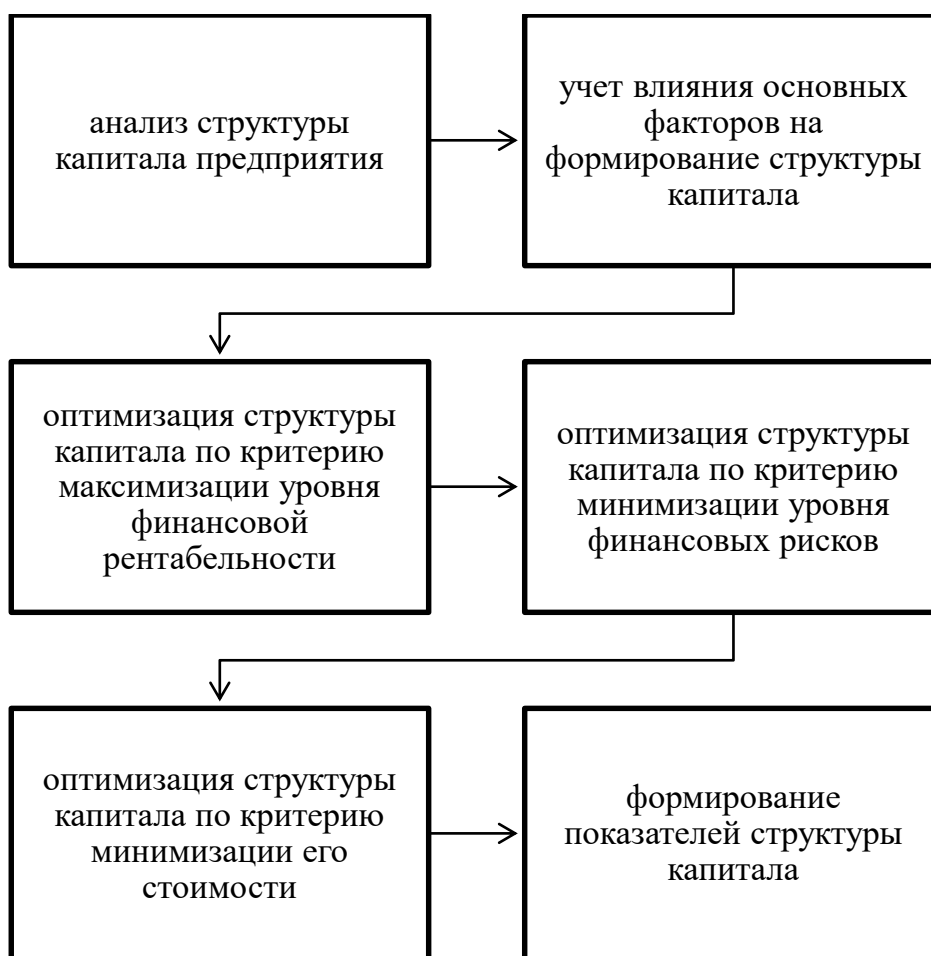 анализ структуры
капитала предприятия
учет влияния основных
факторов на
формирование структуры
капитала
оптимизация структуры
капитала по критерию
максимизации уровня
финансовой
рентабельности
оптимизация структуры
капитала по критерию
минимизации уровня
финансовых рисков
оптимизация структуры
капитала по критерию
минимизации его
стоимости
формирование
показателей структуры
капитала